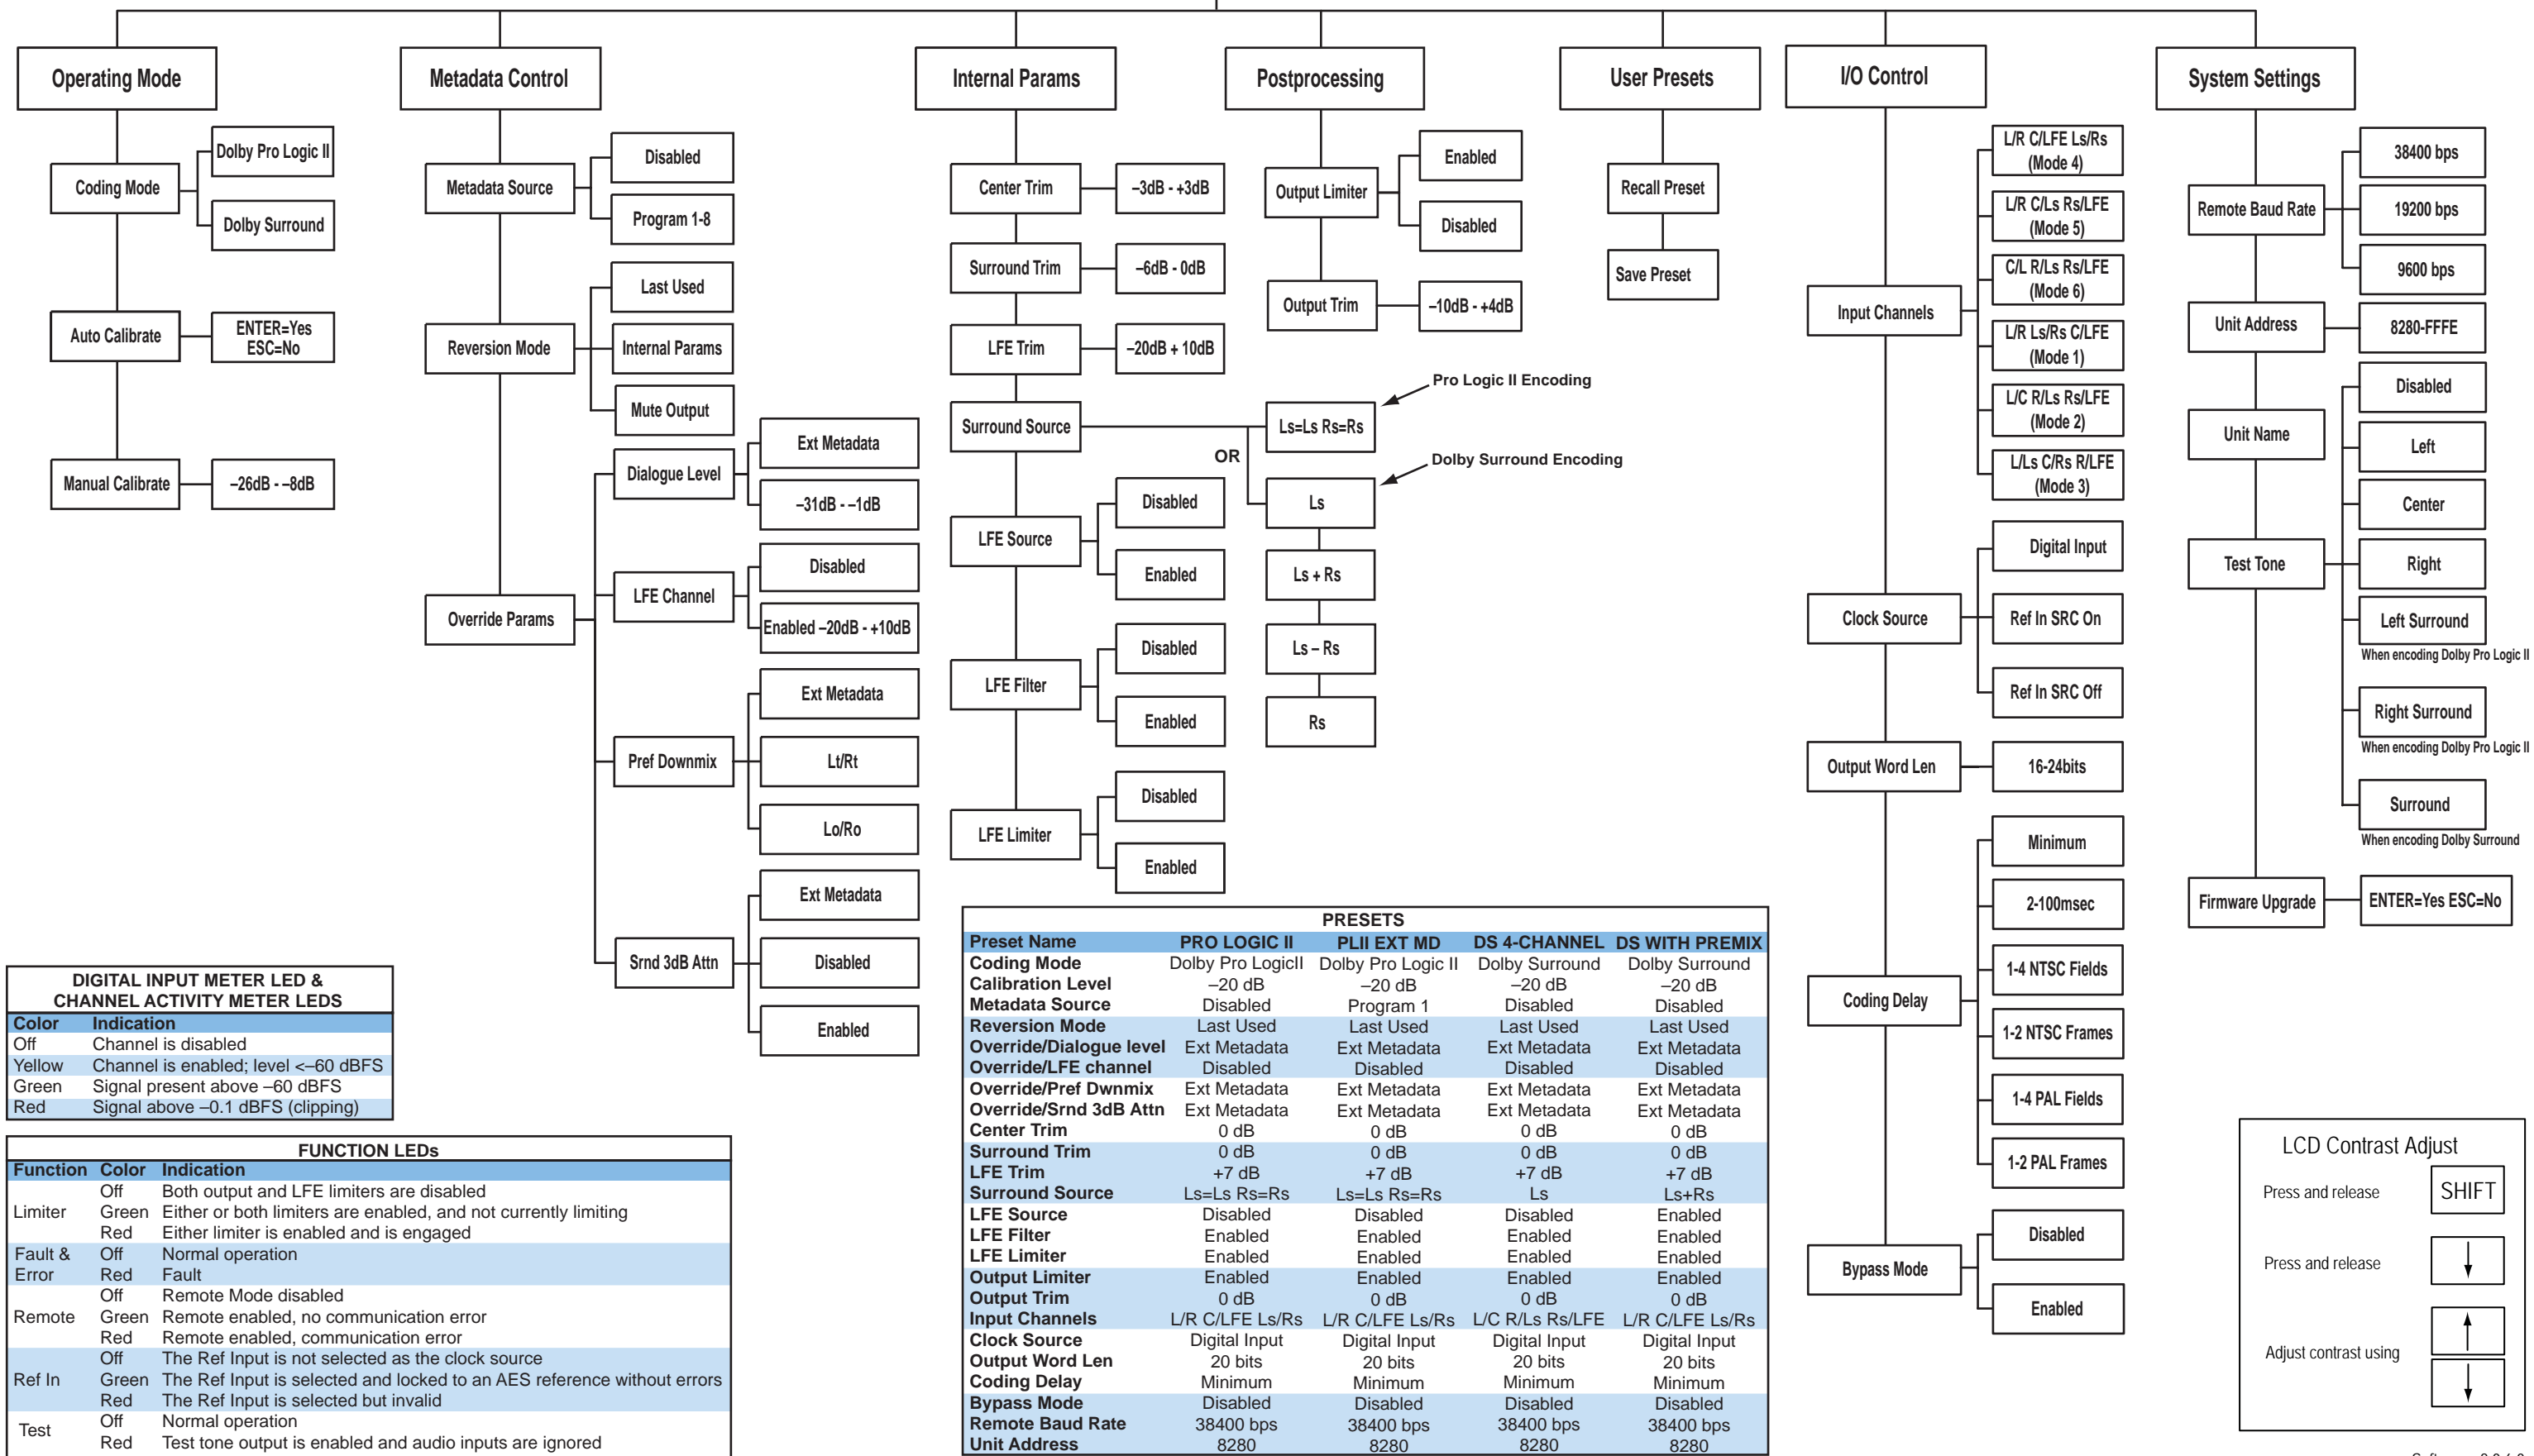 Operating Mode
Metadata Control
Internal Params
Postprocessing
User Presets
I/O Control
System Settings
Coding Mode
Dolby Pro Logic II
Dolby Surround
Auto Calibrate
ENTER=Yes
ESC=No
Manual Calibrate
–26dB - –8dB
Metadata Source
Disabled
Program 1-8
Reversion Mode
Last Used
Internal Params
Mute Output
Override Params
Dialogue Level
Ext Metadata
–31dB - –1dB
LFE Channel
Disabled
Enabled –20dB - +10dB
Pref Downmix
Ext Metadata
Lt/Rt
Lo/Ro
Srnd 3dB Attn
Ext Metadata
Disabled
Enabled
Center Trim
–3dB - +3dB
Surround Trim
–6dB - 0dB
LFE Trim
–20dB + 10dB
Surround Source
Ls=Ls Rs=Rs
Pro Logic II Encoding
OR
Dolby Surround Encoding
Ls
Ls + Rs
Ls – Rs
Rs
LFE Source
Disabled
Enabled
LFE Filter
Disabled
Enabled
LFE Limiter
Disabled
Enabled
Output Limiter
Enabled
Disabled
Output Trim
–10dB - +4dB
Recall Preset
Save Preset
Input Channels
L/R C/LFE Ls/Rs
(Mode 4)
L/R C/Ls Rs/LFE
(Mode 5)
C/L R/Ls Rs/LFE
(Mode 6)
L/R Ls/Rs C/LFE
(Mode 1)
L/C R/Ls Rs/LFE
(Mode 2)
L/Ls C/Rs R/LFE
(Mode 3)
Clock Source
Digital Input
Ref In SRC On
Ref In SRC Off
Output Word Len
16-24bits
Coding Delay
Minimum
2-100msec
1-4 NTSC Fields
1-2 NTSC Frames
1-4 PAL Fields
1-2 PAL Frames
Bypass Mode
Disabled
Enabled
Remote Baud Rate
38400 bps
19200 bps
9600 bps
Unit Address
8280-FFFE
Unit Name
Test Tone
Disabled
Left
Center
Right
Left Surround
When encoding Dolby Pro Logic II
Right Surround
When encoding Dolby Pro Logic II
Surround
When encoding Dolby Surround
Firmware Upgrade
ENTER=Yes ESC=No
DIGITAL INPUT METER LED &
CHANNEL ACTIVITY METER LEDS
Color Indication
Off Channel is disabled
Yellow Channel is enabled; level <–60 dBFS
Green Signal present above –60 dBFS
Red Signal above –0.1 dBFS (clipping)
FUNCTION LEDs
Function Color Indication
Off Both output and LFE limiters are disabled
Limiter Green Either or both limiters are enabled, and not currently limiting
Red Either limiter is enabled and is engaged
Fault & Off Normal operation
Error Red Fault
Off Remote Mode disabled
Remote Green Remote enabled, no communication error
Red Remote enabled, communication error
Off The Ref Input is not selected as the clock source
Ref In Green The Ref Input is selected and locked to an AES reference without errors
Red The Ref Input is selected but invalid
Test Off Normal operation
Red Test tone output is enabled and audio inputs are ignored
PRESETS
Preset Name PRO LOGIC II PLII EXT MD DS 4-CHANNEL DS WITH PREMIX
Coding Mode Dolby Pro LogicII Dolby Pro Logic II Dolby Surround Dolby Surround
Calibration Level –20 dB –20 dB –20 dB –20 dB
Metadata Source Disabled Program 1 Disabled Disabled
Reversion Mode Last Used Last Used Last Used Last Used
Override/Dialogue level Ext Metadata Ext Metadata Ext Metadata Ext Metadata
Override/LFE channel Disabled Disabled Disabled Disabled
Override/Pref Dwnmix Ext Metadata Ext Metadata Ext Metadata Ext Metadata
Override/Srnd 3dB Attn Ext Metadata Ext Metadata Ext Metadata Ext Metadata
Center Trim 0 dB 0 dB 0 dB 0 dB
Surround Trim 0 dB 0 dB 0 dB 0 dB
LFE Trim +7 dB +7 dB +7 dB +7 dB
Surround Source Ls=Ls Rs=Rs Ls=Ls Rs=Rs Ls Ls+Rs
LFE Source Disabled Disabled Disabled Enabled
LFE Filter Enabled Enabled Enabled Enabled
LFE Limiter Enabled Enabled Enabled Enabled
Output Limiter Enabled Enabled Enabled Enabled
Output Trim 0 dB 0 dB 0 dB 0 dB
Input Channels L/R C/LFE Ls/Rs L/R C/LFE Ls/Rs L/C R/Ls Rs/LFE L/R C/LFE Ls/Rs
Clock Source Digital Input Digital Input Digital Input Digital Input
Output Word Len 20 bits 20 bits 20 bits 20 bits
Coding Delay Minimum Minimum Minimum Minimum
Bypass Mode Disabled Disabled Disabled Disabled
Remote Baud Rate 38400 bps 38400 bps 38400 bps 38400 bps
Unit Address 8280 8280 8280 8280
LCD Contrast Adjust
Press and release SHIFT
Press and release ↓
Adjust contrast using ↑
↓